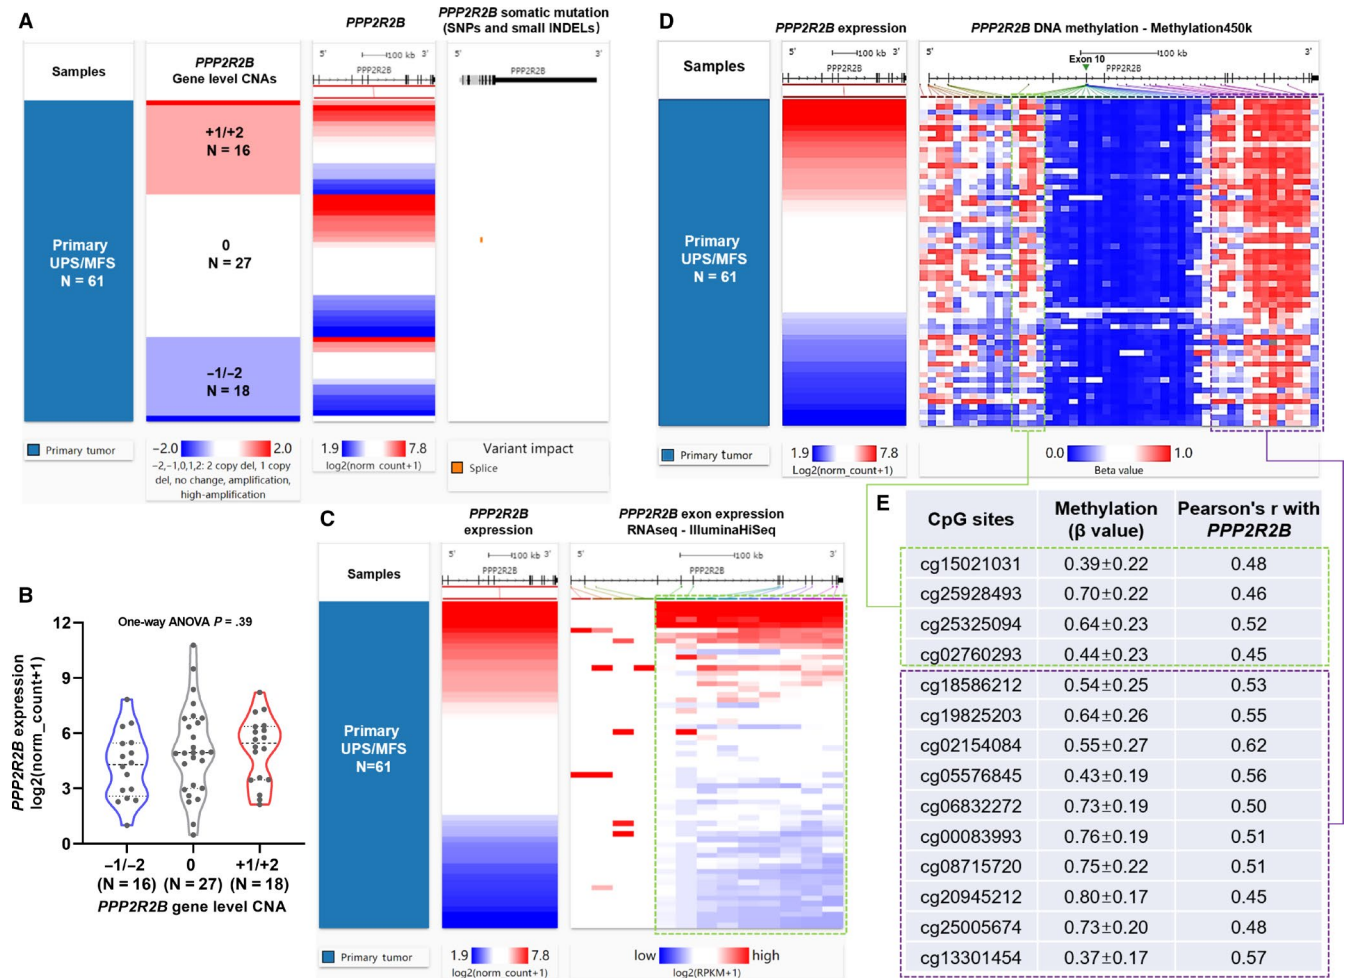 A
Samples
PPP2R2B
Gene level CNAs
PPP2R2B
PPP2R2B somatic mutation
(SNPs and small INDELs)
5'
100 kb
3'
PPP2R2B
5'
3'
PPP2R2B
Primary
UPS/MFS
N = 61
+1/+2
N = 16
0
N = 27
−1/−2
N = 18
Primary tumor
−2.0
2.0
−2,−1,0,1,2: 2 copy del, 1 copy
del, no change, amplification,
high-amplification
1.9
7.8
log2(norm_count+1)
Variant impact
Splice
B
One-way ANOVA P = .39
PPP2R2B expression
log2(norm_count+1)
12
9
6
3
0
−1/−2
0
+1/+2
(N = 16)
(N = 27)
(N = 18)
PPP2R2B gene level CNA
C
Samples
PPP2R2B
expression
PPP2R2B exon expression
RNAseq - IlluminaHiSeq
5'
100 kb
3'
PPP2R2B
5'
100 kb
3'
PPP2R2B
Primary
UPS/MFS
N=61
Primary tumor
1.9
7.8
log2(norm_count+1)
low
high
log2(RPKM+1)
D
Samples
PPP2R2B expression
PPP2R2B DNA methylation - Methylation450k
5'
100 kb
3'
PPP2R2B
5'
100 kb
3'
Exon 10
PPP2R2B
Primary
UPS/MFS
N = 61
Primary tumor
1.9
7.8
Log2(norm_count+1)
0.0
1.0
Beta value
E
CpG sites
Methylation
(β value)
Pearson's r with
PPP2R2B
cg15021031 0.39±0.22 0.48
cg25928493 0.70±0.22 0.46
cg25325094 0.64±0.23 0.52
cg02760293 0.44±0.23 0.45
cg18586212 0.54±0.25 0.53
cg19825203 0.64±0.26 0.55
cg02154084 0.55±0.27 0.62
cg05576845 0.43±0.19 0.56
cg06832272 0.73±0.19 0.50
cg00083993 0.76±0.19 0.51
cg08715720 0.75±0.22 0.51
cg20945212 0.80±0.17 0.45
cg25005674 0.73±0.20 0.48
cg13301454 0.37±0.17 0.57